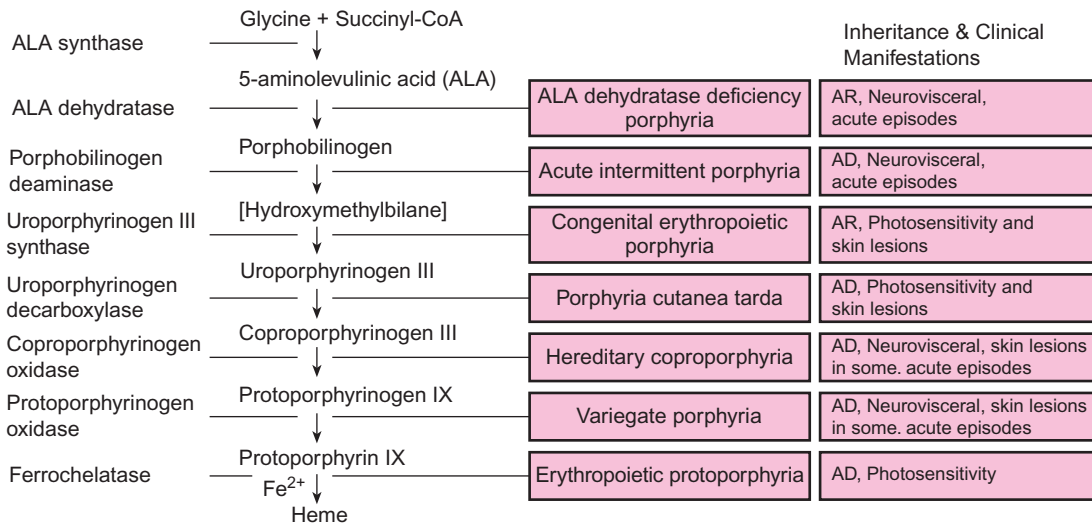 Glycine + Succinyl-CoA
Inheritance & Clinical
Manifestations
ALA synthase
5-aminolevulinic acid (ALA)
ALA dehydratase
ALA dehydratase deficiency
porphyria
AR, Neurovisceral,
acute episodes
Porphobilinogen
Porphobilinogen
deaminase
Acute intermittent porphyria
AD, Neurovisceral,
acute episodes
[Hydroxymethylbilane]
Uroporphyrinogen III
synthase
Congenital erythropoietic
porphyria
AR, Photosensitivity and
skin lesions
Uroporphyrinogen III
Uroporphyrinogen
decarboxylase
Porphyria cutanea tarda
AD, Photosensitivity and
skin lesions
Coproporphyrinogen III
Coproporphyrinogen
oxidase
Hereditary coproporphyria
AD, Neurovisceral, skin lesions
in some. acute episodes
Protoporphyrinogen IX
Protoporphyrinogen
oxidase
Variegate porphyria
AD, Neurovisceral, skin lesions
in some. acute episodes
Protoporphyrin IX
Ferrochelatase
Fe2+
Erythropoietic protoporphyria
AD, Photosensitivity
Heme